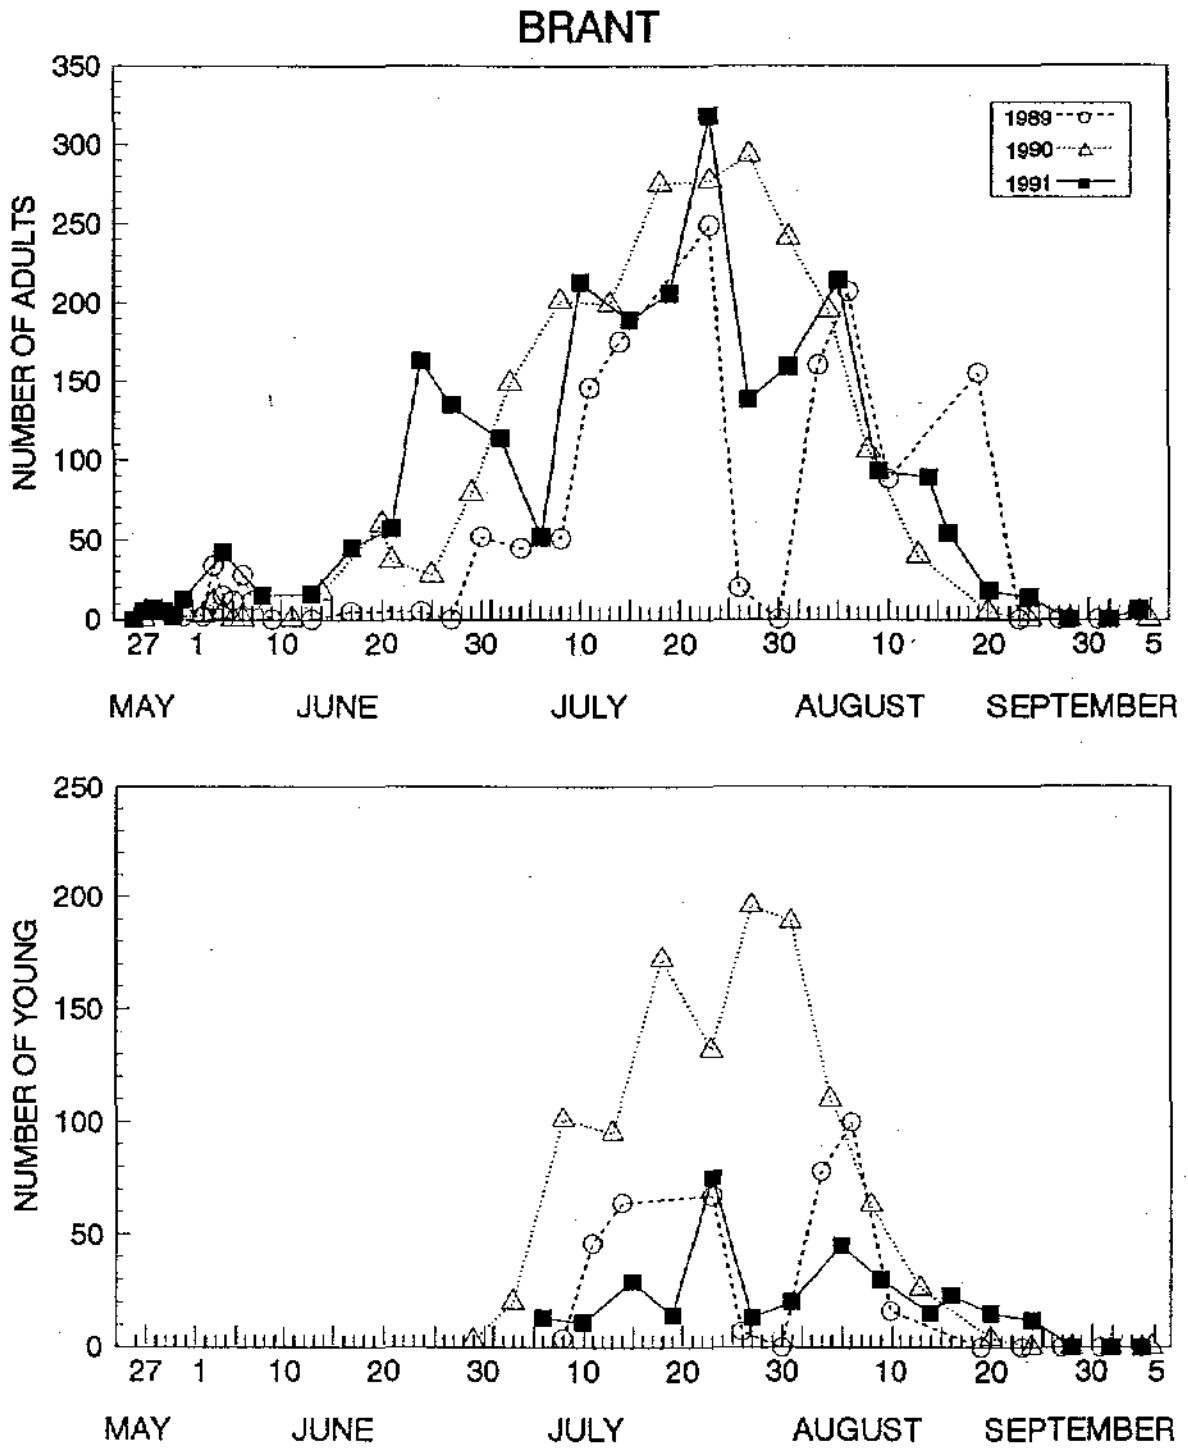 BRANT
350
300
250
200
150
100
50
0
NUMBER OF ADULTS
1989
1990
1991
27 1 10 20 30 10 20 30 10 20 30 5
MAY JUNE JULY AUGUST SEPTEMBER
250
200
150
100
50
0
NUMBER OF YOUNG
27 1 10 20 30 10 20 30 10 20 30 5
MAY JUNE JULY AUGUST SEPTEMBER